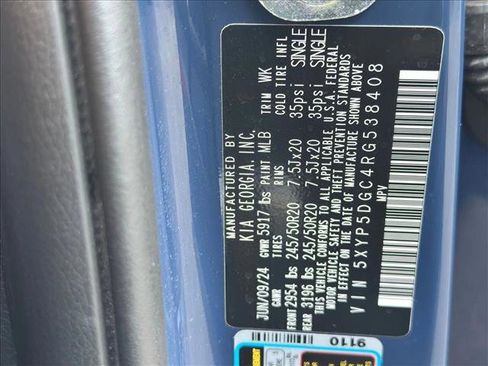 MANUFACTURED BY
KIA GEORGIA, INC.
JUN/09/24 GVWR 5917 lbs PAINT MLB TRIM WK
GAWR TIRES RIMS COLD TIRE INFL
FRONT 2954 lbs 245/50R20 7.5Jx20 35psi SINGLE
REAR 3196 lbs 245/50R20 7.5Jx20 35psi SINGLE
THIS VEHICLE CONFORMS TO ALL APPLICABLE U.S.A. FEDERAL
MOTOR VEHICLE SAFETY AND THEFT PREVENTION STANDARDS
IN EFFECT ON THE DATE OF MANUFACTURE SHOWN ABOVE
VIN 5XYP5DGC4RG538408
MPV
9110